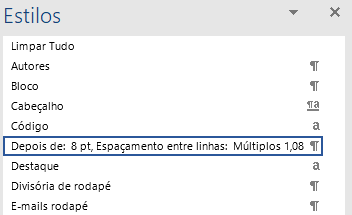 Estilos
Limpar Tudo
Autores ¶
Bloco ¶
Cabeçalho ¶a
Código a
Depois de:  8 pt, Espaçamento entre linhas:  Múltiplos 1,08 ¶
Destaque a
Divisória de rodapé ¶
E-mails rodapé ¶